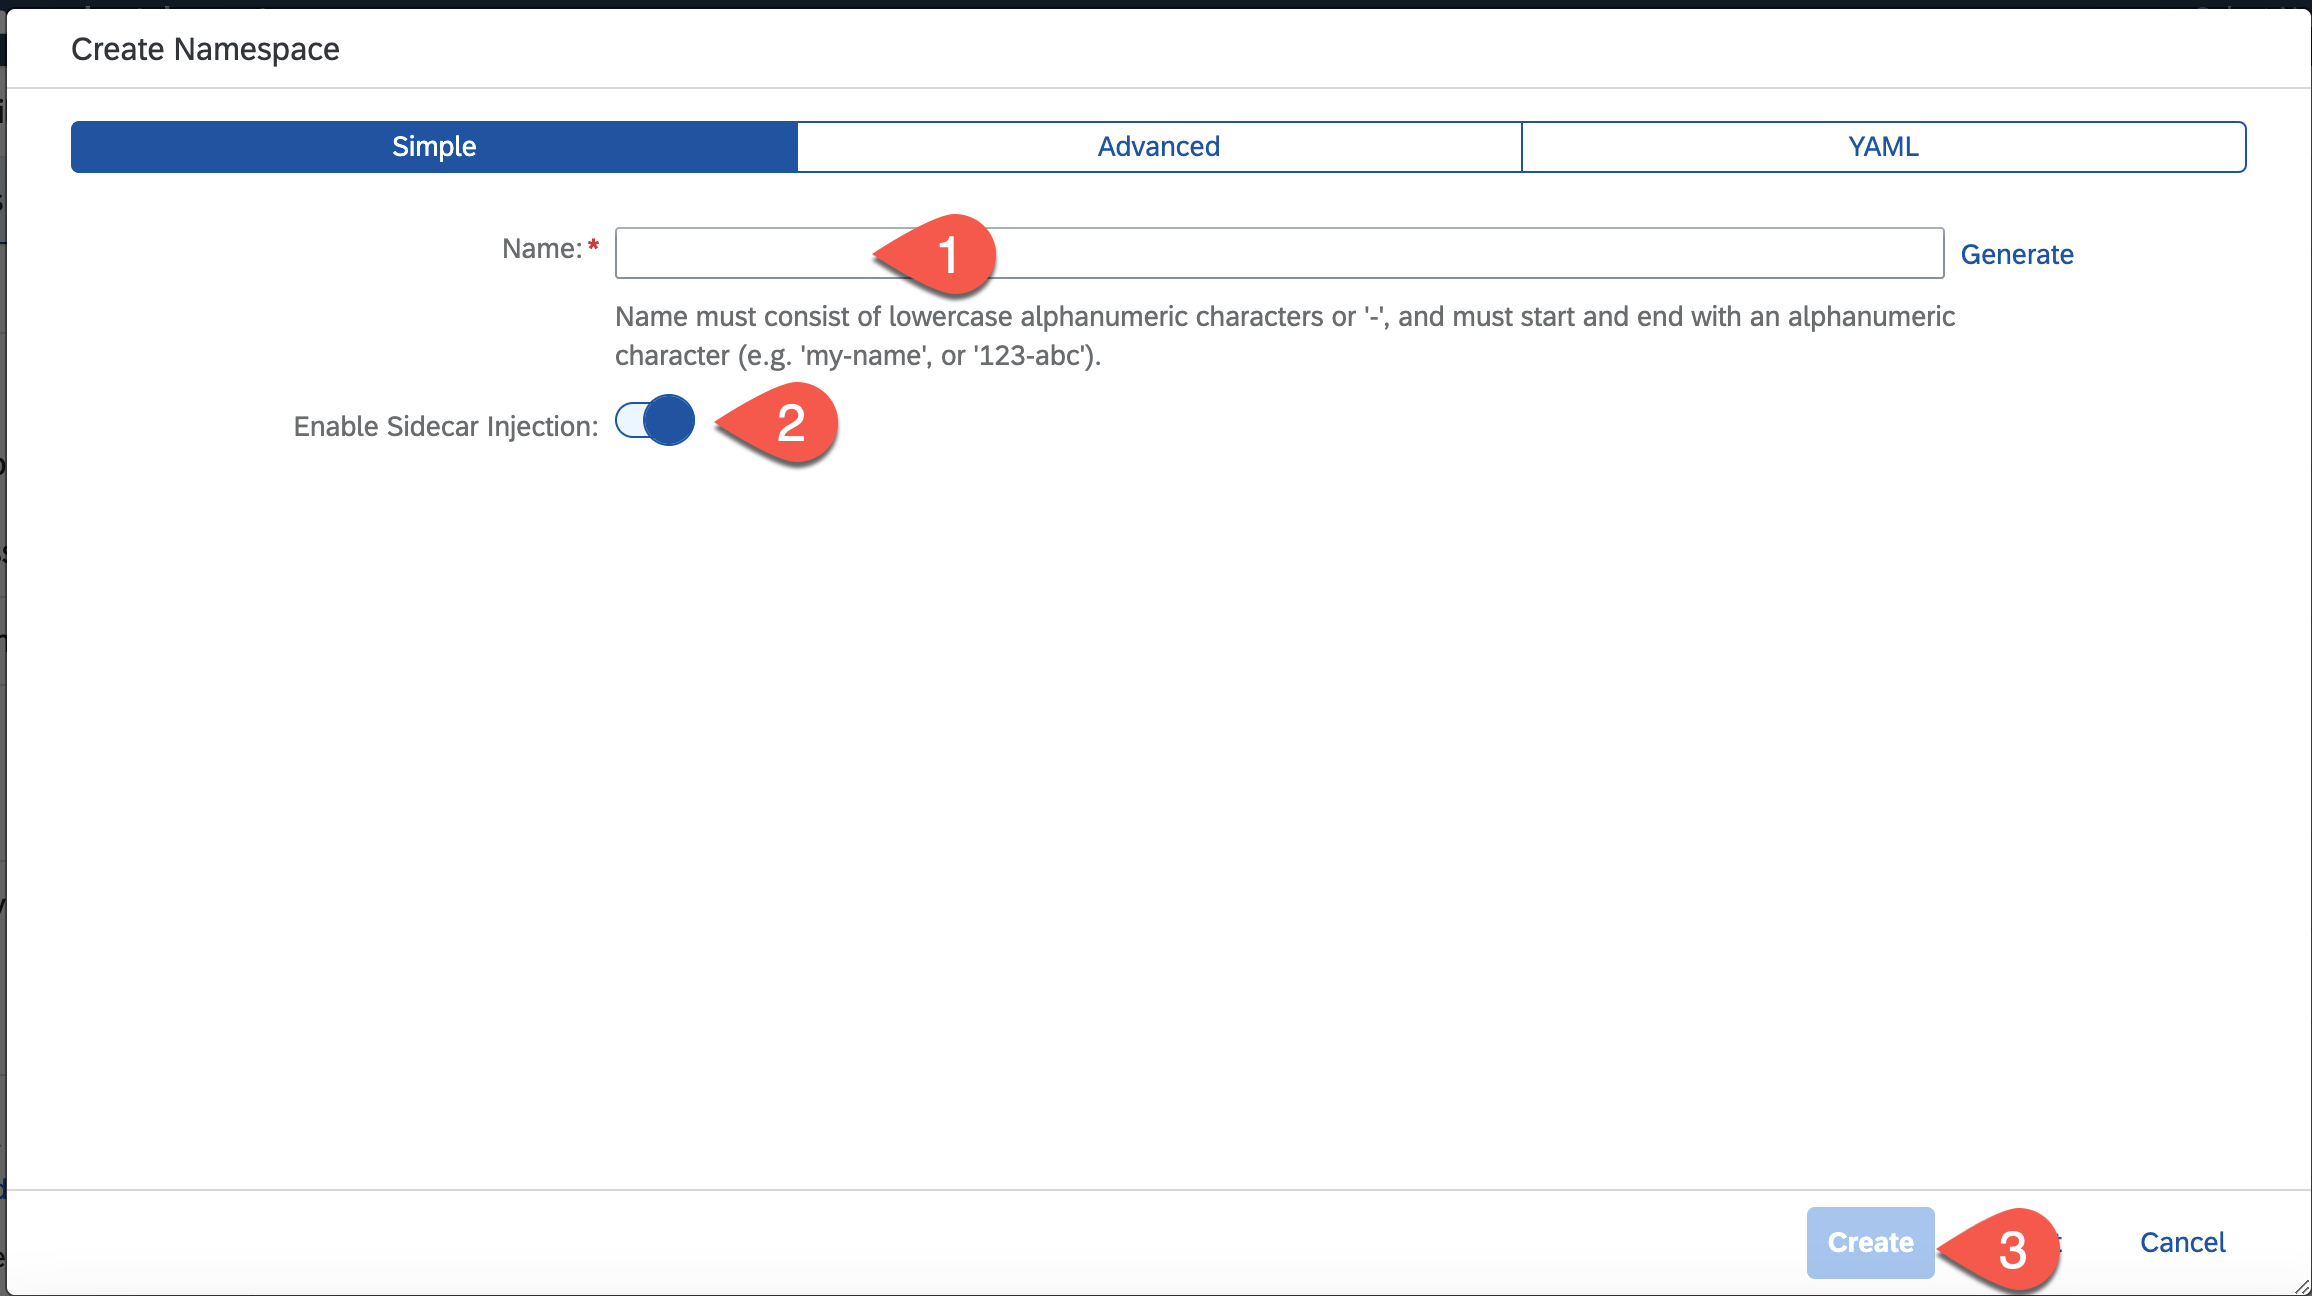 Create Namespace
Simple Advanced YAML
Name:* 1 Generate
Name must consist of lowercase alphanumeric characters or '-', and must start and end with an alphanumeric
character (e.g. 'my-name', or '123-abc').
Enable Sidecar Injection: 2
Create 3 Cancel